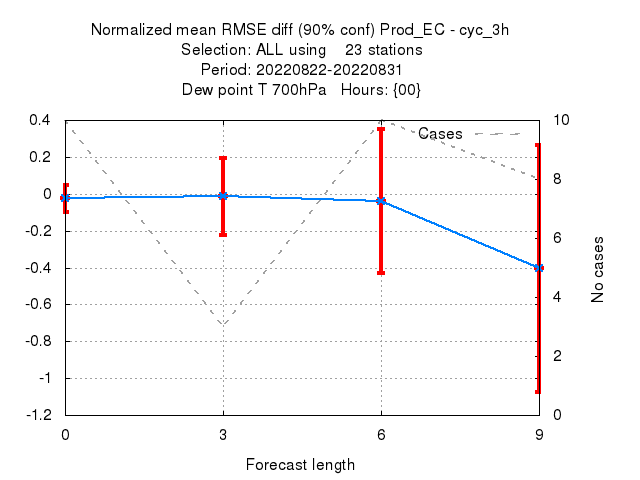 Normalized mean RMSE diff (90% conf) Prod_EC - cyc_3h
Selection: ALL using 23 stations
Period: 20220822-20220831
Dew point T 700hPa Hours: {00}
Cases
0.4
0.2
0
-0.2
-0.4
-0.6
-0.8
-1
-1.2
10
8
6
4
2
0
No cases
0 3 6 9
Forecast length